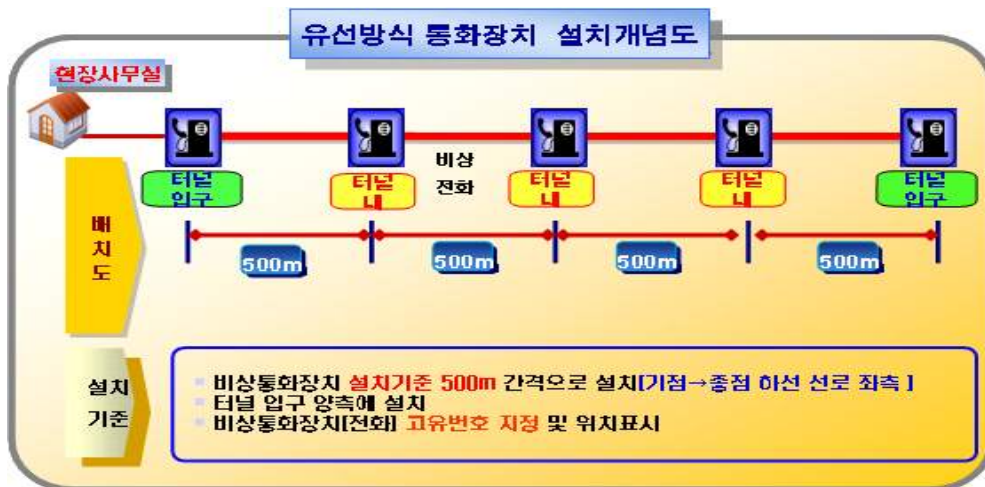 유선방식 통화장치 설치개념도
현장사무실
비상
전화
터널
입구
터널
내
터널
내
터널
내
터널
입구
배
치
도
500m
500m
500m
500m
설치
기준
비상통화장치 설치기준 500m 간격으로 설치[기점→종점 하선 선로 좌측 ]
터널 입구 양측에 설치
비상통화장치[전화] 고유번호 지정 및 위치표시